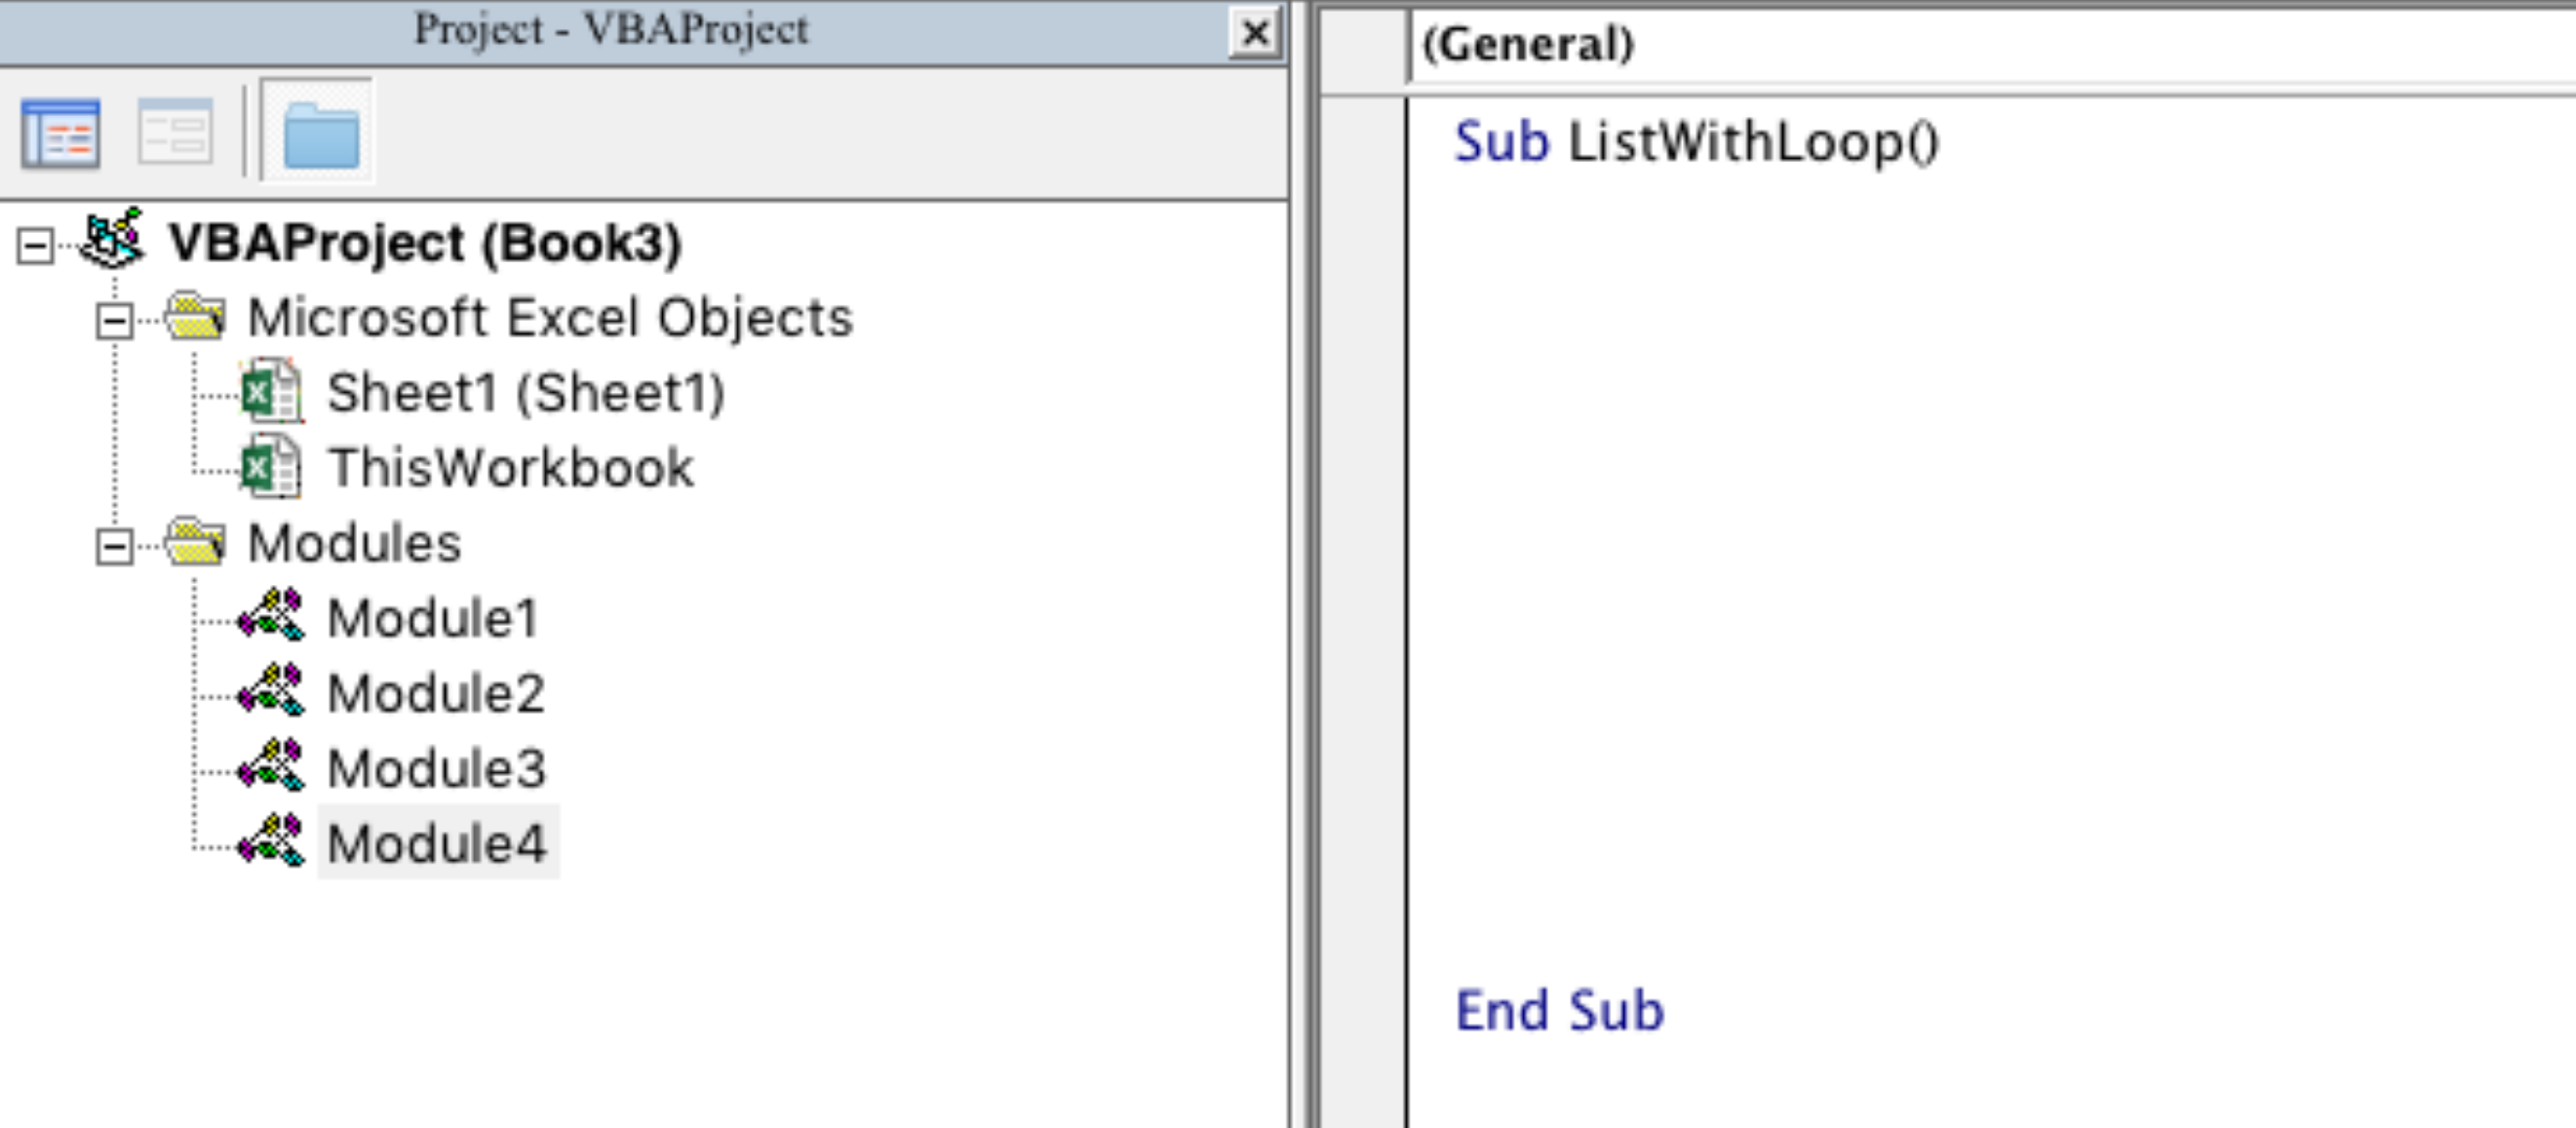 Project - VBAProject
VBAProject (Book3)
Microsoft Excel Objects
Sheet1 (Sheet1)
ThisWorkbook
Modules
Module1
Module2
Module3
Module4
(General)
Sub ListWithLoop()
End Sub